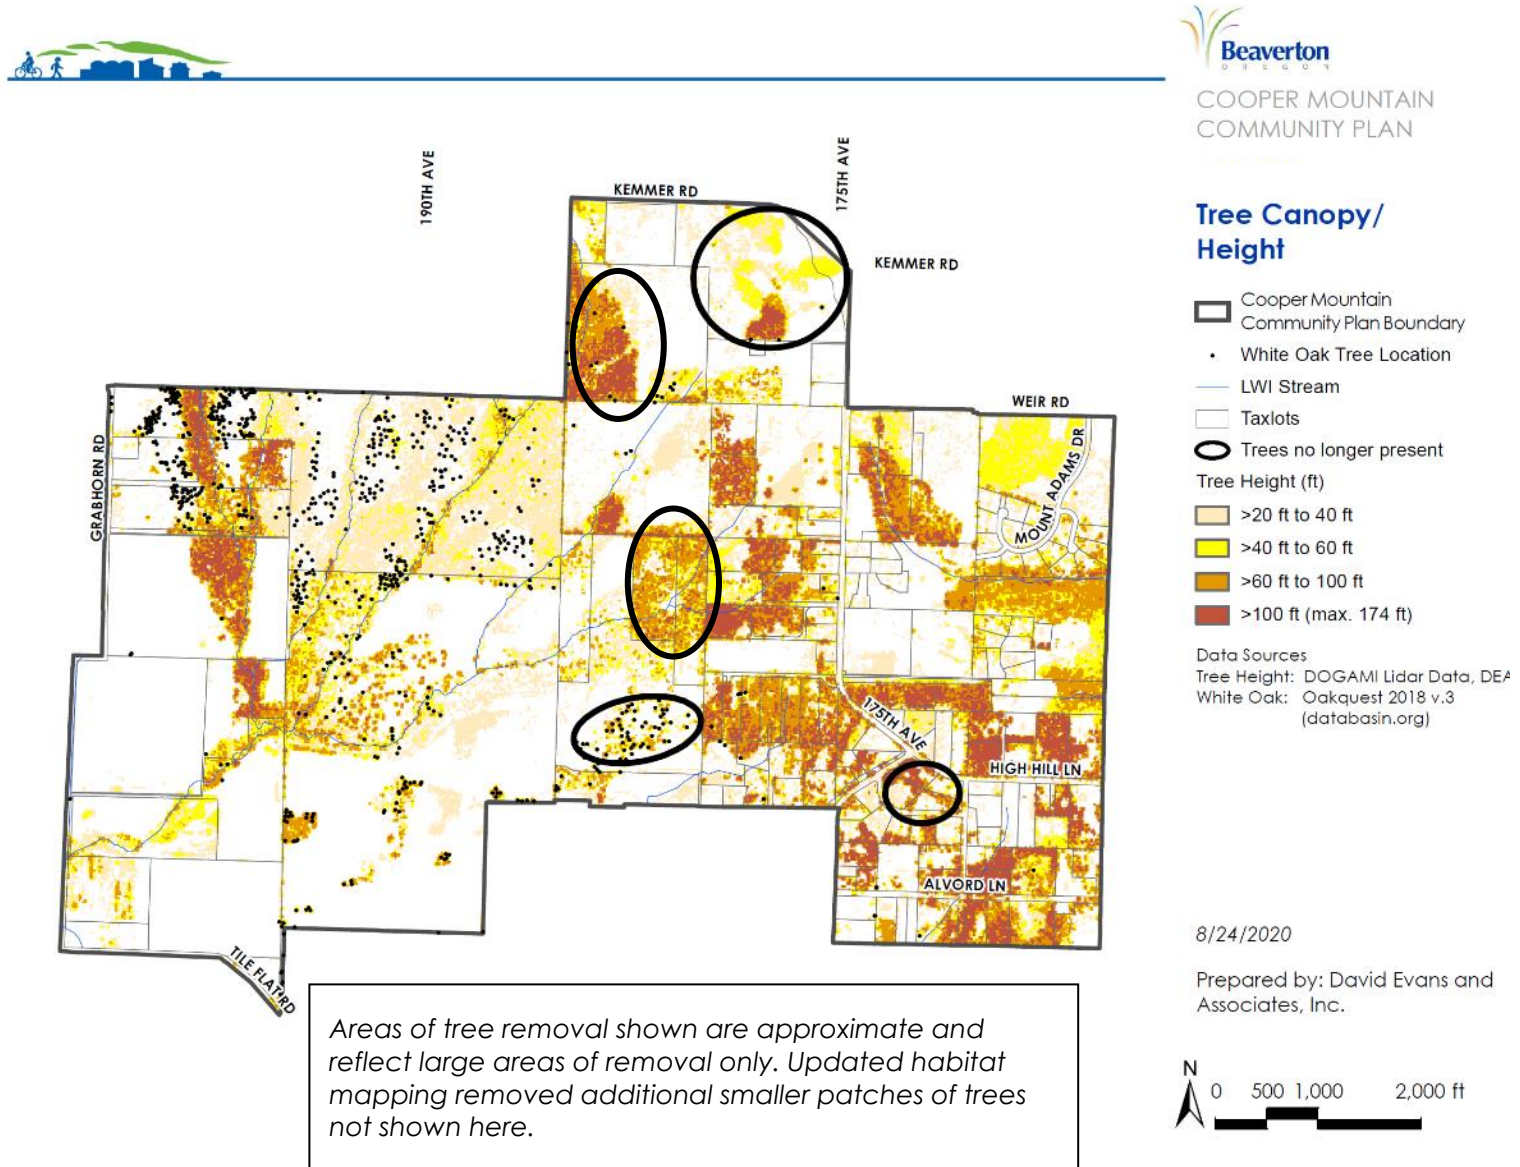 Beaverton
OREGON
COOPER MOUNTAIN
COMMUNITY PLAN
190TH AVE
175TH AVE
KEMMER RD
KEMMER RD
WEIR RD
MOUNT ADAMS DR
GRABHORN RD
175TH AVE
HIGH HILL LN
ALVORD LN
TILE FLAT RD
Tree Canopy/
Height
Cooper Mountain
Community Plan Boundary
White Oak Tree Location
LWI Stream
Taxlots
Trees no longer present
Tree Height (ft)
>20 ft to 40 ft
>40 ft to 60 ft
>60 ft to 100 ft
>100 ft (max. 174 ft)
Data Sources
Tree Height: DOGAMI Lidar Data, DEA
White Oak: Oakquest 2018 v.3
(databasin.org)
8/24/2020
Prepared by: David Evans and
Associates, Inc.
N
0 500 1,000 2,000 ft
Areas of tree removal shown are approximate and
reflect large areas of removal only. Updated habitat
mapping removed additional smaller patches of trees
not shown here.